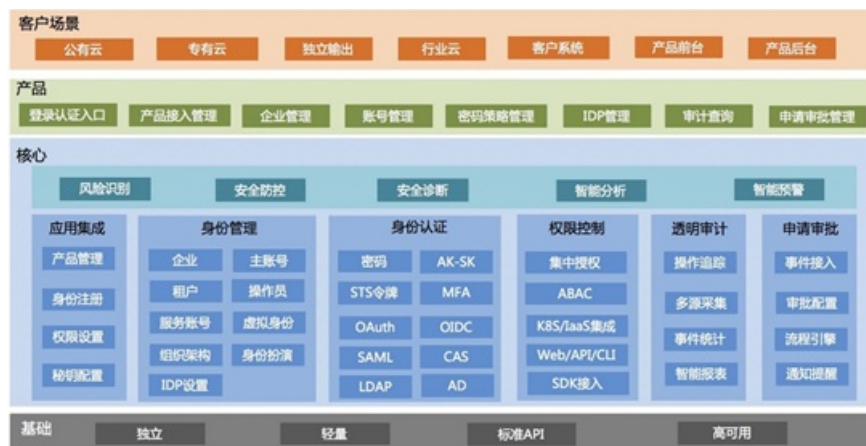 客户场景
公有云 专有云 独立输出 行业云 客户系统 产品前台 产品后台
产品
登录认证入口 产品接入管理 企业管理 账号管理 密码策略管理 IDP管理 审计查询 申请审批管理
核心
风险识别 安全防控 安全诊断 智能分析 智能预警
应用集成
产品管理
身份注册
权限设置
秘钥配置
身份管理
企业 主账号
租户 操作员
服务账号 虚拟身份
组织架构 身份扮演
IDP设置
身份认证
密码 AK-SK
STS令牌 MFA
OAuth OIDC
SAML CAS
LDAP AD
权限控制
集中授权
ABAC
K8S/IaaS集成
Web/API/CLI
SDK接入
透明审计
操作追踪
多源采集
事件统计
智能报表
申请审批
事件接入
审批配置
流程引擎
通知提醒
基础
独立 轻量 标准API 高可用